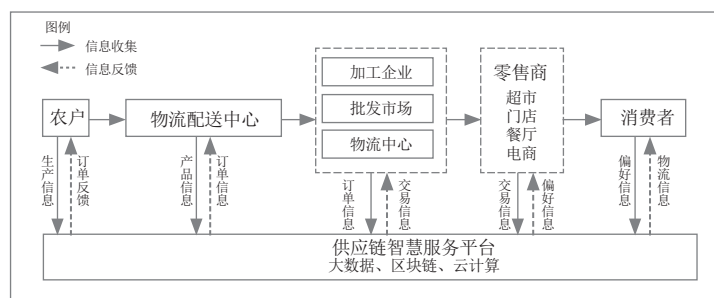 图例
信息收集
信息反馈
农户
物流配送中心
加工企业
批发市场
物流中心
零售商
超市
门店
餐厅
电商
消费者
生产信息
订单反馈
产品信息
订单信息
订单信息
交易信息
交易信息
偏好信息
偏好信息
物流信息
供应链智慧服务平台
大数据、区块链、云计算